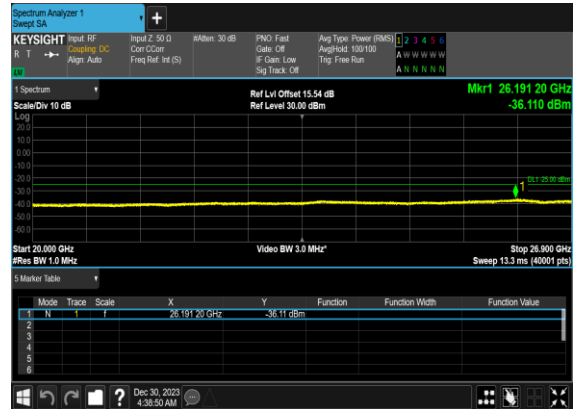 Spectrum Analyzer 1
Swept SA
+
KEYSIGHT Input: RF Input Z: 50 Ω #Atten: 30 dB PNO: Fast Avg Type: Power (RMS) 1 2 3 4 5 6
R T Coupling: DC Corr CCorr Gate: Off Avg|Hold: 100/100 A W W W W W
Align: Auto Freq Ref: Int (S) IF Gain: Low Trig: Free Run
LW Sig Track: Off A N N N N N
1 Spectrum Ref Lvl Offset 15.54 dB Mkr1 26.191 20 GHz
Scale/Div 10 dB Ref Level 30.00 dBm -36.110 dBm
Log
20.0
10.0
0.00
-10.0
-20.0
DL1 -25.00 dBm
1
-30.0
-40.0
-50.0
-60.0
Start 20.000 GHz Video BW 3.0 MHz* Stop 26.900 GHz
#Res BW 1.0 MHz Sweep 13.3 ms (40001 pts)
5 Marker Table
Mode Trace Scale X Y Function Function Width Function Value
1 N 1 f 26.191 20 GHz -36.11 dBm
2
3
4
5
6
? Dec 30, 2023
4:38:50 AM